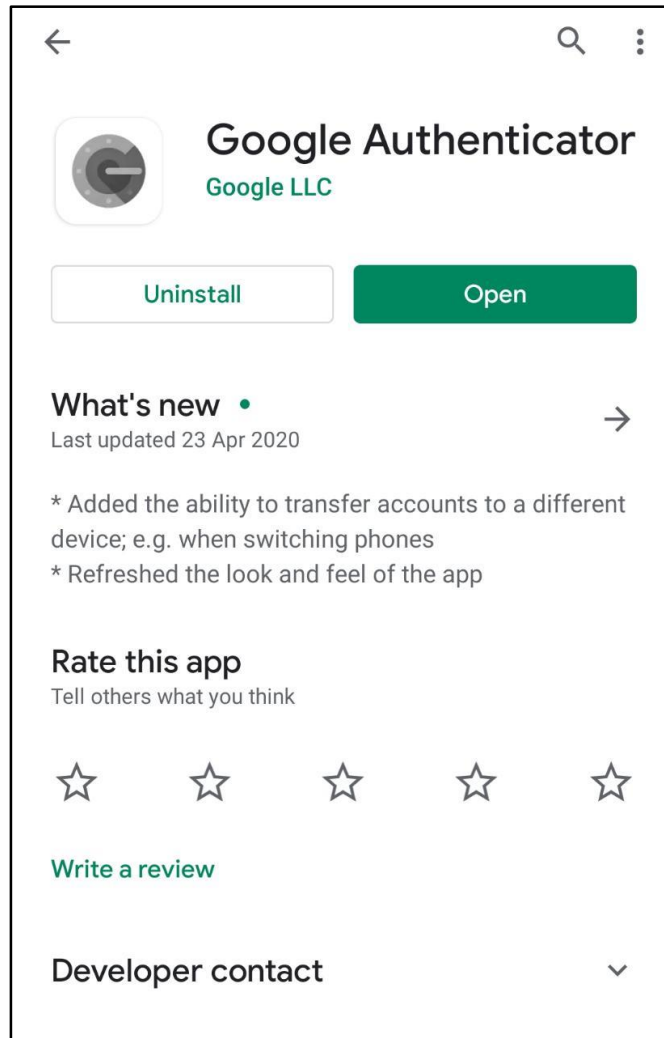 Google Authenticator
Google LLC
Uninstall
Open
What's new
Last updated 23 Apr 2020
* Added the ability to transfer accounts to a different
device; e.g. when switching phones
* Refreshed the look and feel of the app
Rate this app
Tell others what you think
Write a review
Developer contact